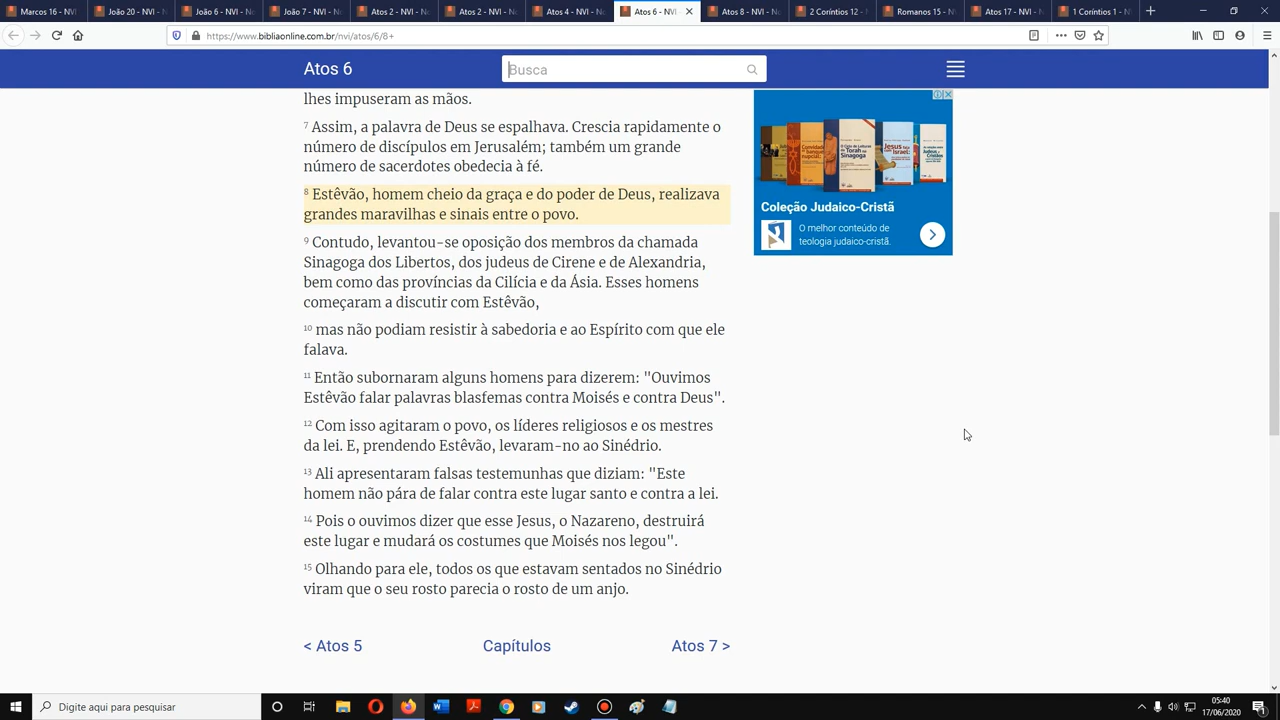 Marcos 16 - NVI
João 20 - NVI -
João 6 - NVI -
João 7 - NVI -
Atos 2 - NVI - No
Atos 2 - NVI - No
Atos 4 - NVI - No
Atos 6 - NVI -
Atos 8 - NVI - No
2 Coríntios 12 -
Romanos 15 - N
Atos 17 - NVI -
1 Coríntios 1 -
https://www.bibliaonline.com.br/nvi/atos/6/8+
Atos 6
Busca
lhes impuseram as mãos.
7 Assim, a palavra de Deus se espalhava. Crescia rapidamente o
número de discípulos em Jerusalém; também um grande
número de sacerdotes obedecia à fé.
8 Estêvão, homem cheio da graça e do poder de Deus, realizava
grandes maravilhas e sinais entre o povo.
9 Contudo, levantou-se oposição dos membros da chamada
Sinagoga dos Libertos, dos judeus de Cirene e de Alexandria,
bem como das províncias da Cilícia e da Ásia. Esses homens
começaram a discutir com Estêvão,
10 mas não podiam resistir à sabedoria e ao Espírito com que ele
falava.
11 Então subornaram alguns homens para dizerem: "Ouvimos
Estêvão falar palavras blasfemas contra Moisés e contra Deus".
12 Com isso agitaram o povo, os líderes religiosos e os mestres
da lei. E, prendendo Estêvão, levaram-no ao Sinédrio.
13 Ali apresentaram falsas testemunhas que diziam: "Este
homem não pára de falar contra este lugar santo e contra a lei.
14 Pois o ouvimos dizer que esse Jesus, o Nazareno, destruirá
este lugar e mudará os costumes que Moisés nos legou".
15 Olhando para ele, todos os que estavam sentados no Sinédrio
viram que o seu rosto parecia o rosto de um anjo.
< Atos 5
Capítulos
Atos 7 >
Coleção Judaico-Cristã
O melhor conteúdo de
teologia judaico-cristã.
Digite aqui para pesquisar
05:40
17/06/2020